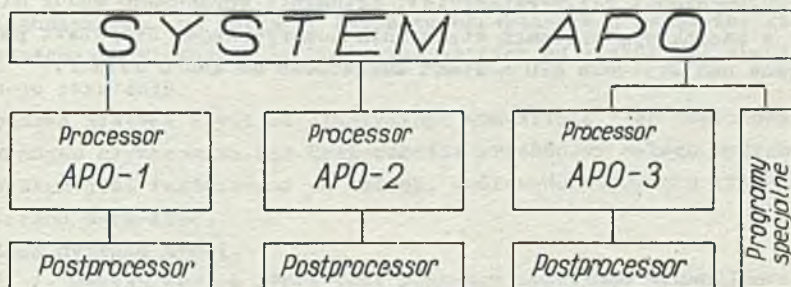 SYSTEM APO
Processor
APO-1
Processor
APO-2
Processor
APO-3
Programy
specjalne
Postprocessor
Postprocessor
Postprocessor